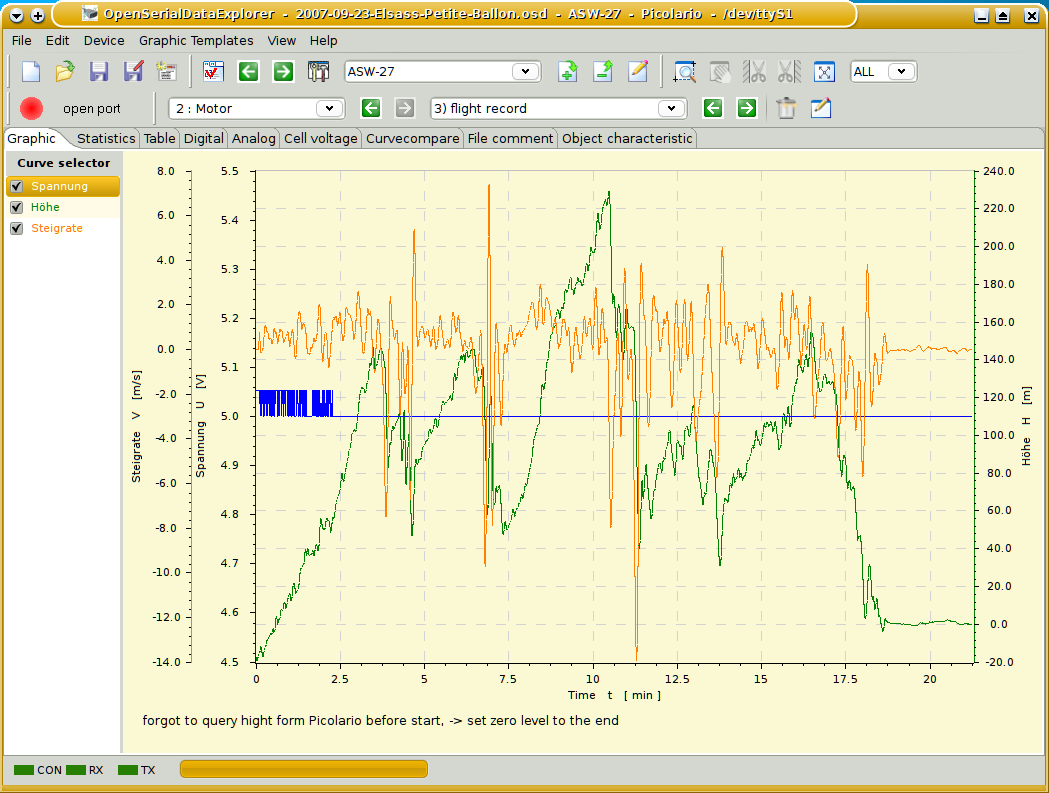 OpenSerialDataExplorer - 2007-09-23-Elsass-Petite-Ballon.osd - ASW-27 - Picolario - /dev/ttyS1
File Edit Device Graphic Templates View Help
ASW-27 ALL
open port 2 : Motor 3) flight record
Graphic Statistics Table Digital Analog Cell voltage Curvecompare File comment Object characteristic
Curve selector
Spannung
Höhe
Steigrate
8.0
6.0
4.0
2.0
0.0
-2.0
-4.0
-6.0
-8.0
-10.0
-12.0
-14.0
Steigrate V [m/s]
5.5
5.4
5.3
5.2
5.1
5.0
4.9
4.8
4.7
4.6
4.5
Spannung U [V]
240.0
220.0
200.0
180.0
160.0
140.0
120.0
100.0
80.0
60.0
40.0
20.0
0.0
-20.0
Höhe H [m]
0 2.5 5 7.5 10 12.5 15 17.5 20
Time t [ min ]
forgot to query hight form Picolario before start, -> set zero level to the end
CON RX TX